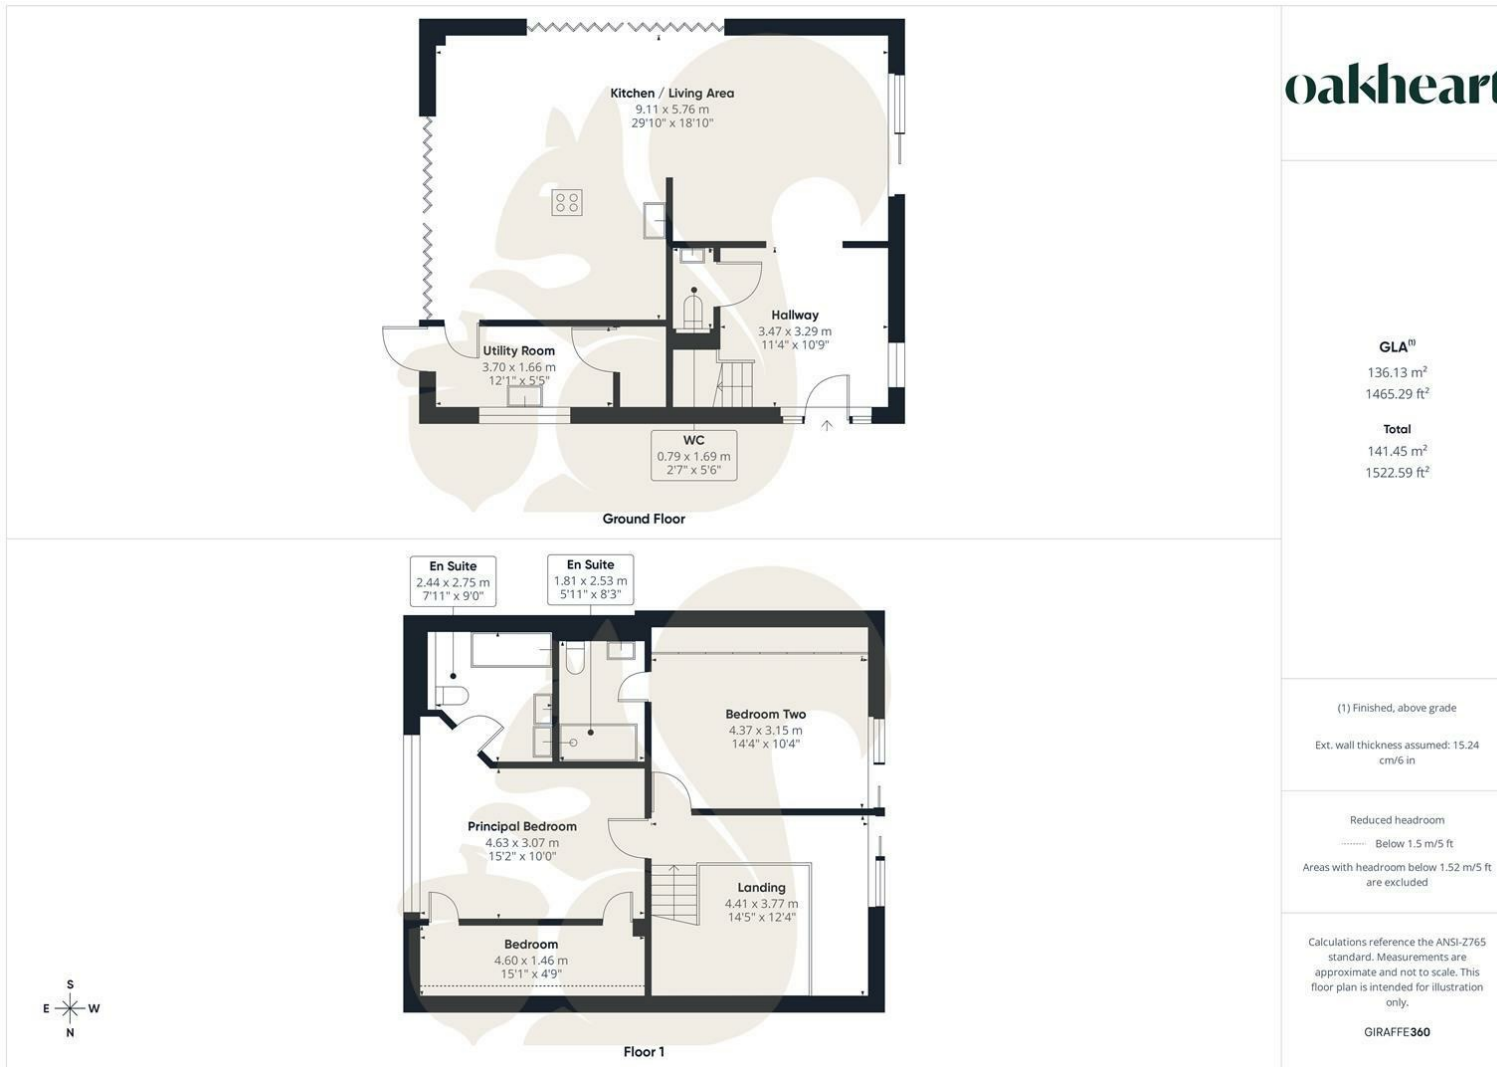 Kitchen / Living Area
9.11 x 5.76 m
29'10" x 18'10"
Hallway
3.47 x 3.29 m
11'4" x 10'9"
Utility Room
3.70 x 1.66 m
12'1" x 5'5"
WC
0.79 x 1.69 m
2'7" x 5'6"
Ground Floor
En Suite
2.44 x 2.75 m
7'11" x 9'0"
En Suite
1.81 x 2.53 m
5'11" x 8'3"
Bedroom Two
4.37 x 3.15 m
14'4" x 10'4"
Principal Bedroom
4.63 x 3.07 m
15'2" x 10'0"
Landing
4.41 x 3.77 m
14'5" x 12'4"
Bedroom
4.60 x 1.46 m
15'1" x 4'9"
Floor 1
S
E W
N
oakheart
GLA(1)
136.13 m²
1465.29 ft²
Total
141.45 m²
1522.59 ft²
(1) Finished, above grade
Ext. wall thickness assumed: 15.24
cm/6 in
Reduced headroom
Below 1.5 m/5 ft
Areas with headroom below 1.52 m/5 ft
are excluded
Calculations reference the ANSI-Z765
standard. Measurements are
approximate and not to scale. This
floor plan is intended for illustration
only.
GIRAFFE360